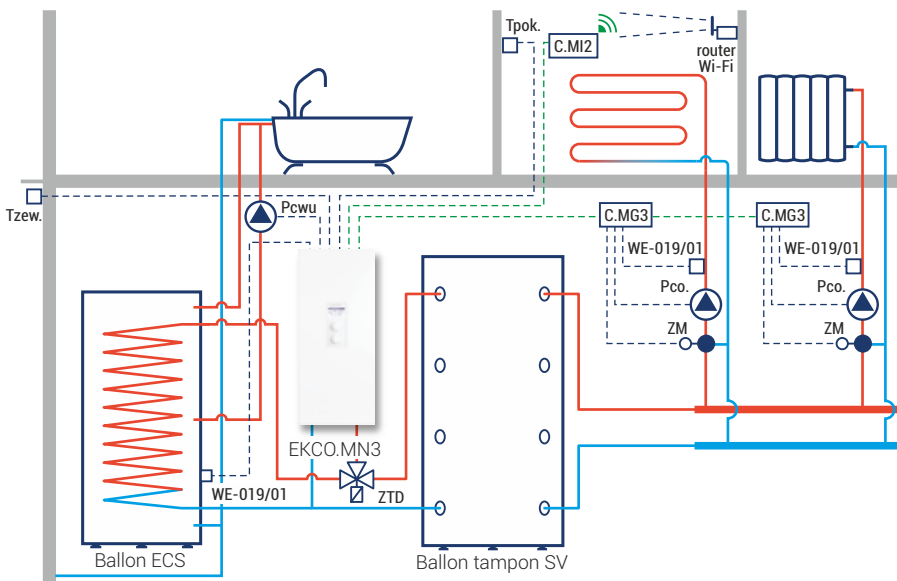 Tpok.
C.MI2
router
Wi-Fi
Tzew.
Pcwu
C.MG3
C.MG3
WE-019/01
WE-019/01
Pco.
Pco.
ZM
ZM
EKCO.MN3
WE-019/01
ZTD
Ballon ECS
Ballon tampon SV